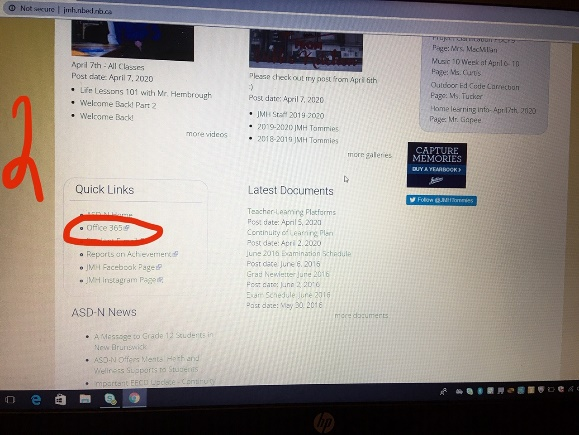 Not secure | jmh.nbed.nb.ca
April 7th - All Classes
Post date: April 7, 2020
Life Lessons 101 with Mr. Hembrough
Welcome Back! Part 2
Welcome Back!
more videos
Please check out my post from April 6th
:)
Post date: April 7, 2020
JMH Staff 2019-2020
2019-2020 JMH Tommies
2018-2019 JMH Tommies
more galleries
Page: Mrs. MacMillan
Music 10 Week of April 6- 10
Page: Ms. Curtis
Outdoor Ed Code Correction
Page: Ms. Tucker
Home learning info- April 7th, 2020
Page: Mr. Gopee
CAPTURE
MEMORIES
BUY A YEARBOOK >
Follow @JMHTommies
2
Quick Links
ASD-N Home
Office 365
Reports on Achievement
JMH Facebook Page
JMH Instagram Page
Latest Documents
Teacher-Learning Platforms
Post date: April 5, 2020
Continuity of Learning Plan
Post date: April 2, 2020
June 2016 Examination Schedule
Post date: June 6, 2016
Grad Newsletter June 2016
Post date: June 2, 2016
Exam Schedule June 2016
Post date: May 30, 2016
more documents
ASD-N News
A Message to Grade 12 Students in
New Brunswick
ASD-N Offers Mental Health and
Wellness Supports to Students
Important EECD Update - Continuity
hp